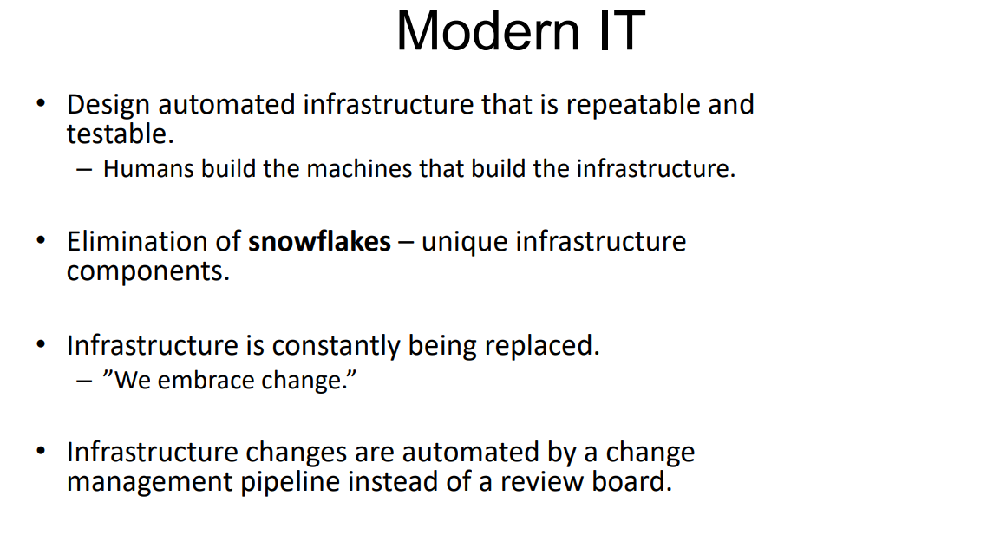 Modern IT
• Design automated infrastructure that is repeatable and
testable.
– Humans build the machines that build the infrastructure.
• Elimination of snowflakes – unique infrastructure
components.
• Infrastructure is constantly being replaced.
– ”We embrace change.”
• Infrastructure changes are automated by a change
management pipeline instead of a review board.